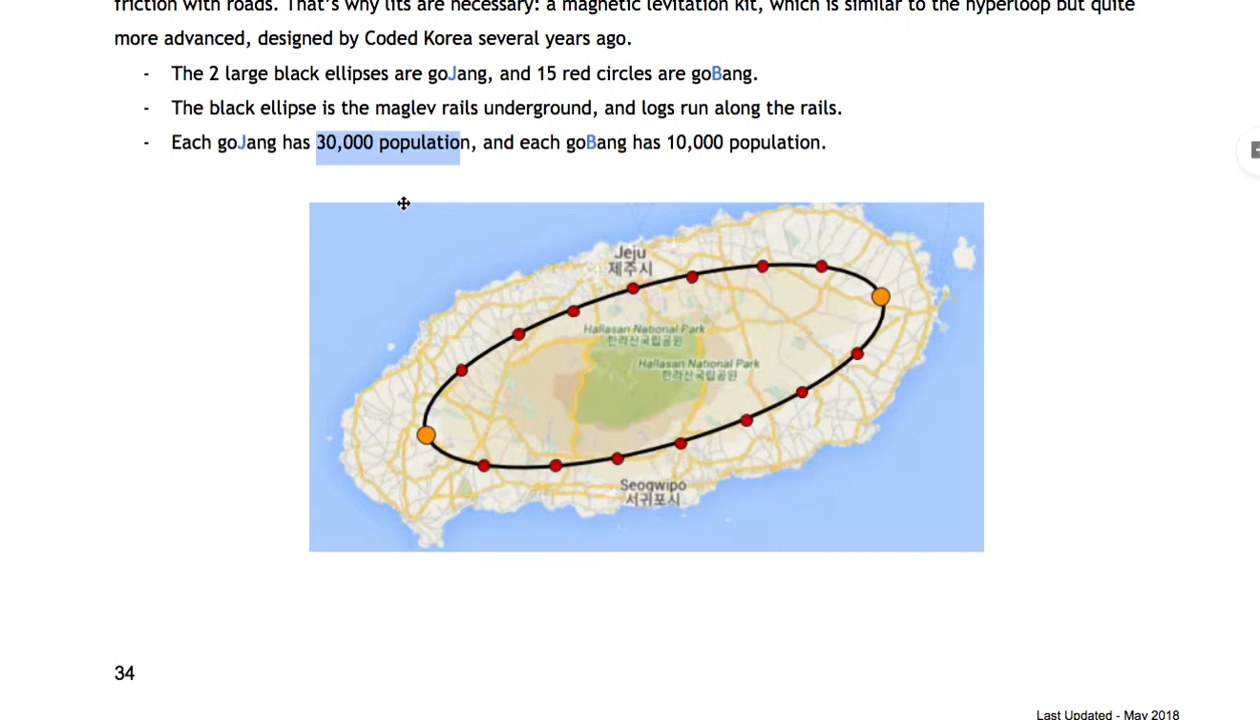 friction with roads. That's why lits are necessary: a magnetic levitation kit, which is similar to the hyperloop but quite
more advanced, designed by Coded Korea several years ago.
- The 2 large black ellipses are goJang, and 15 red circles are goBang.
- The black ellipse is the maglev rails underground, and logs run along the rails.
- Each goJang has 30,000 population, and each goBang has 10,000 population.
Jeju
제주시
Hallasan National Park
한라산국립공원
Hallasan National Park
한라산국립공원
Seogwipo
서귀포시
34
Last Updated - May 2018